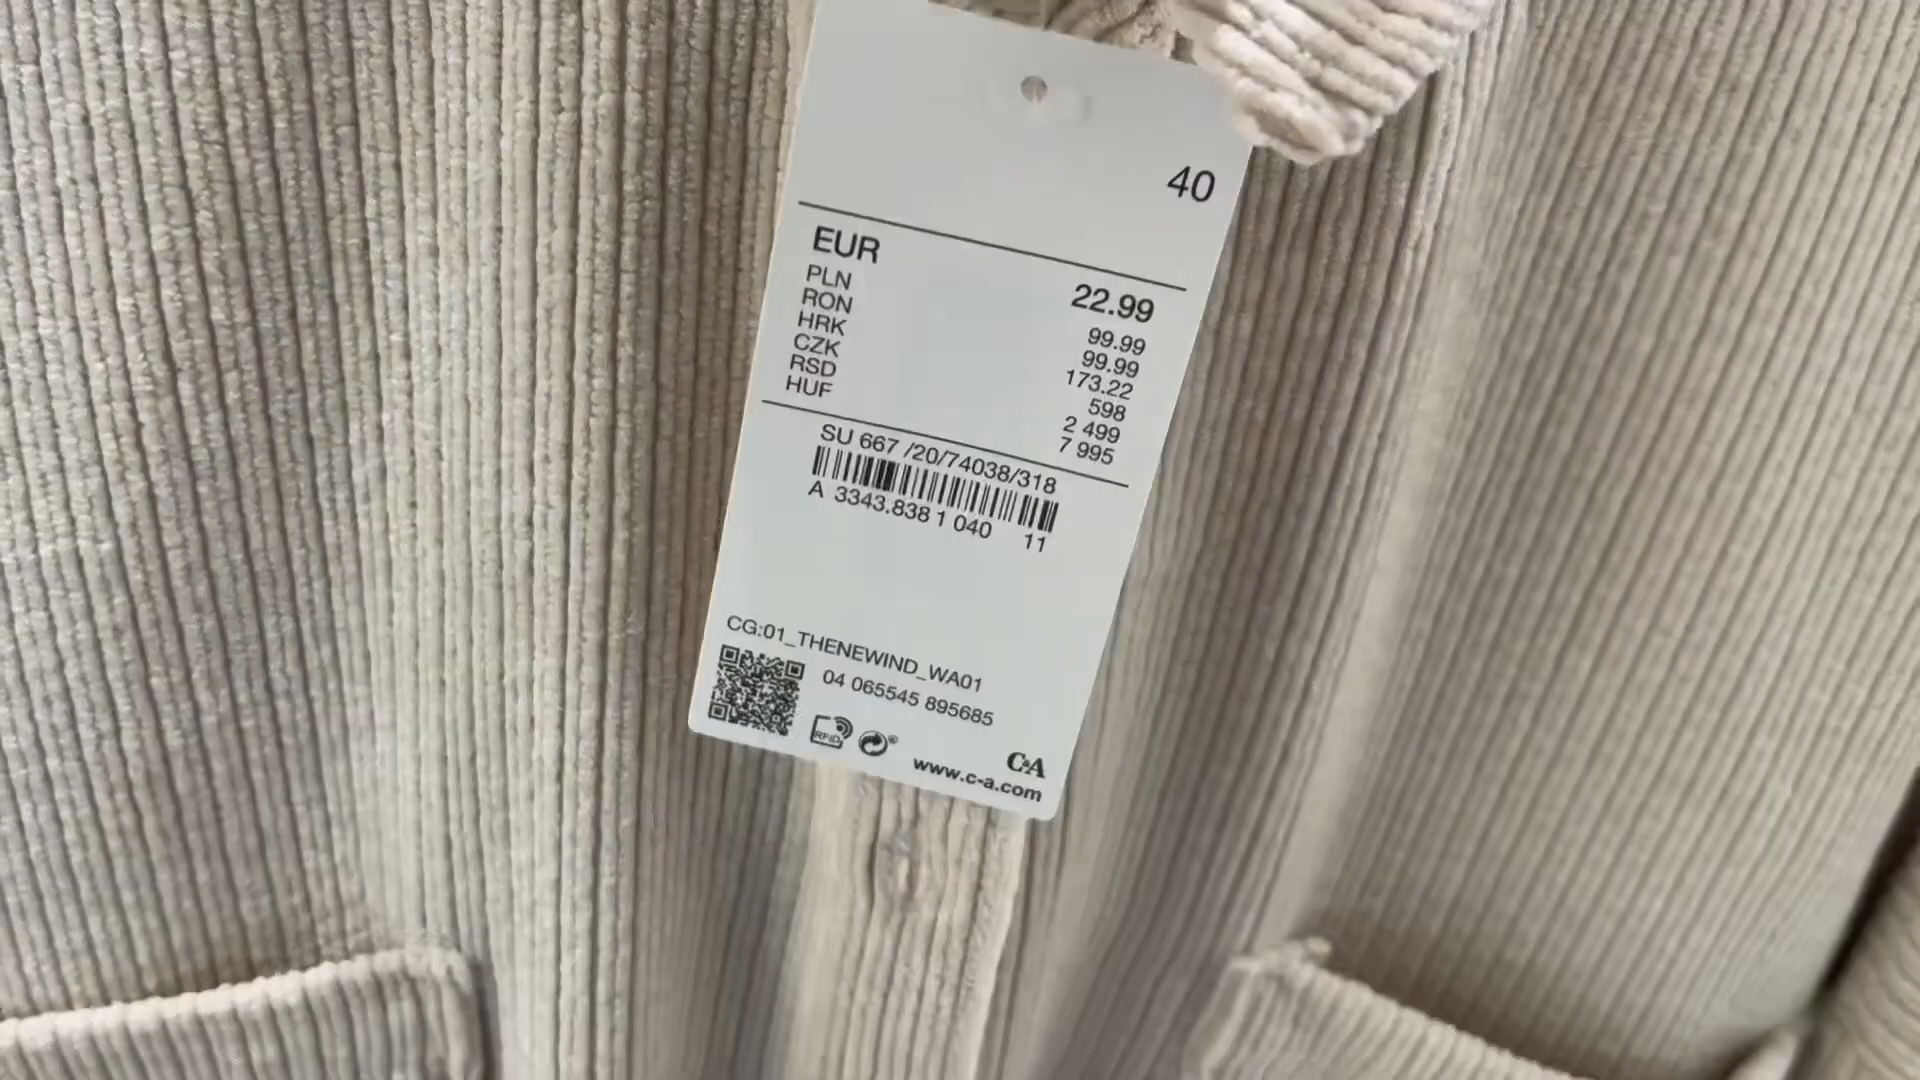 40
EUR 22.99
PLN 99.99
RON 99.99
HRK 173.22
CZK 598
RSD 2 499
HUF 7 995
SU 667 /20/74038/318
A 3343.838 1 040 11
CG:01_THENEWIND_WA01
04 065545 895685
RFID
C&A
www.c-a.com